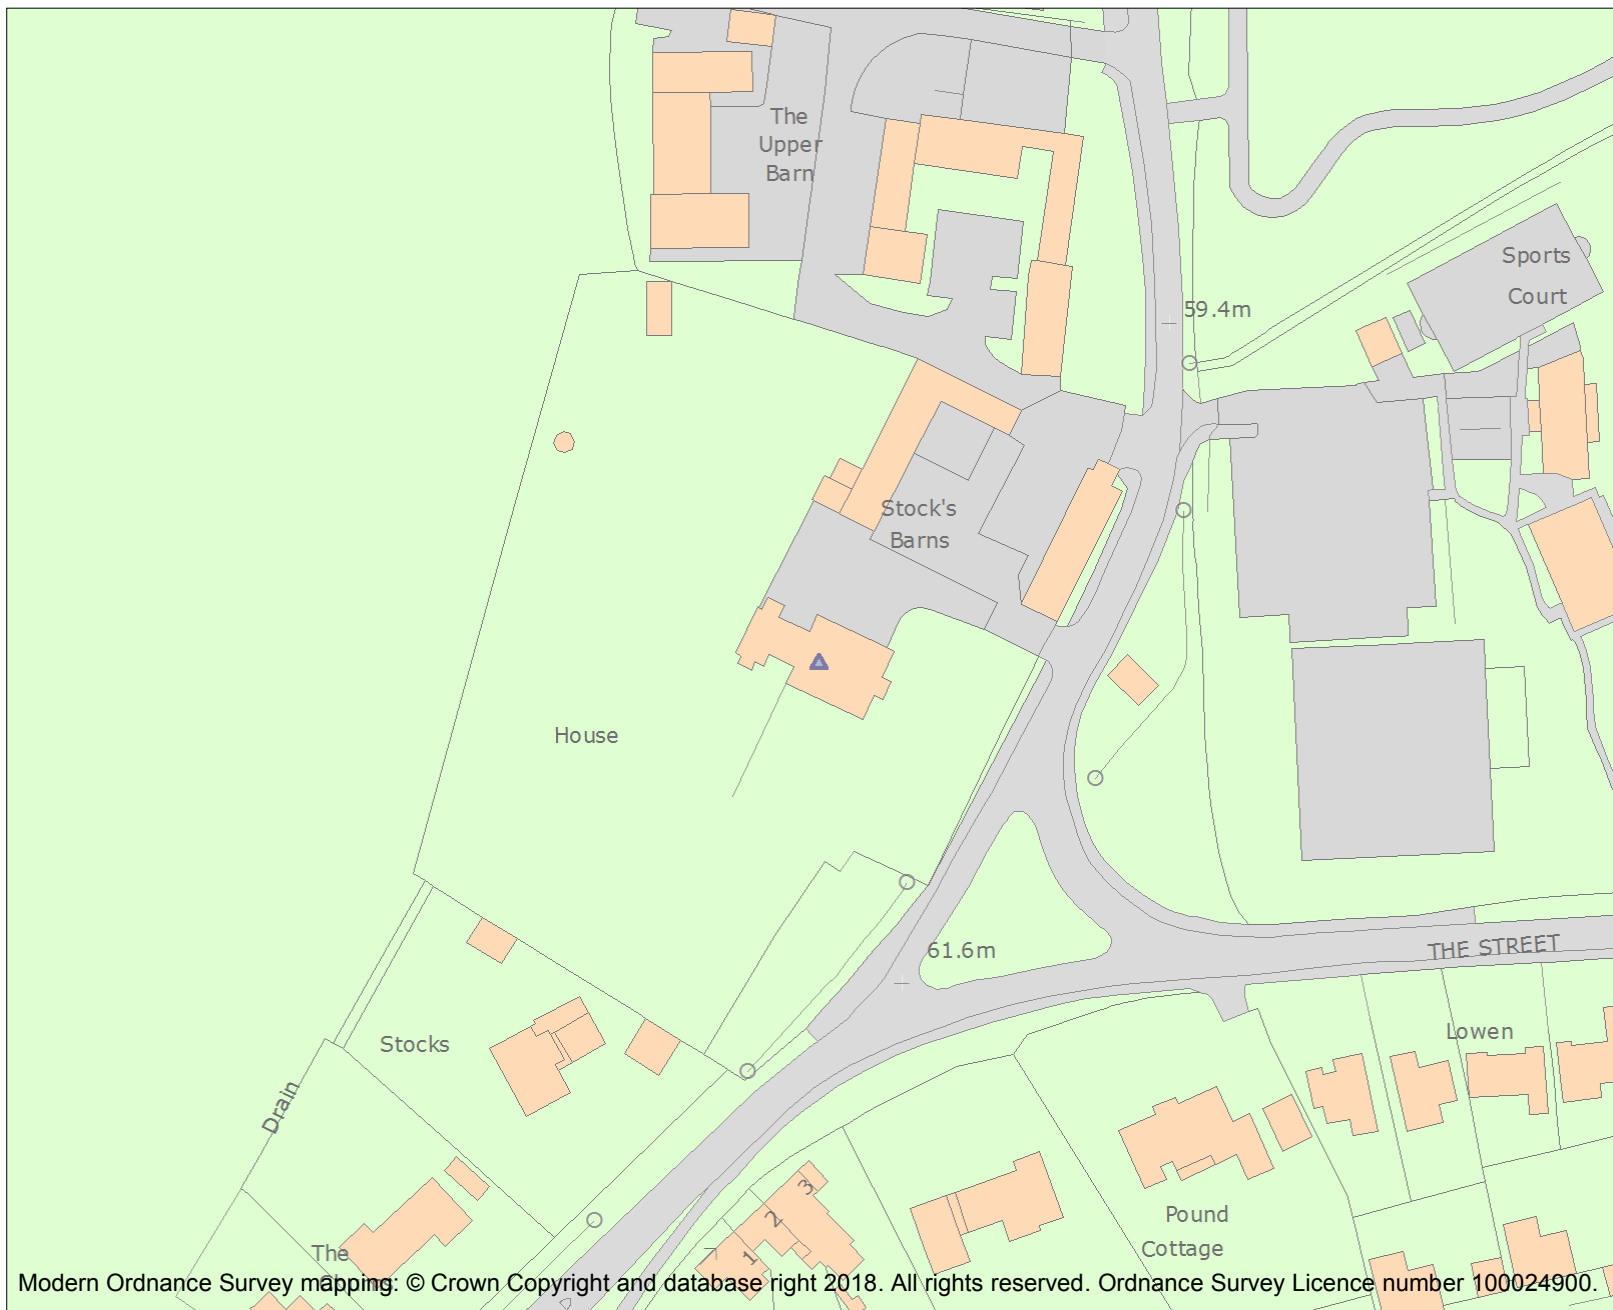 The
Upper
Barn
Sports
Court
59.4m
Stock's
Barns
House
61.6m
THE STREET
Stocks
Lowen
Drain
3
2
1
Pound
Cottage
The
Modern Ordnance Survey mapping: © Crown Copyright and database right 2018. All rights reserved. Ordnance Survey Licence number 100024900.